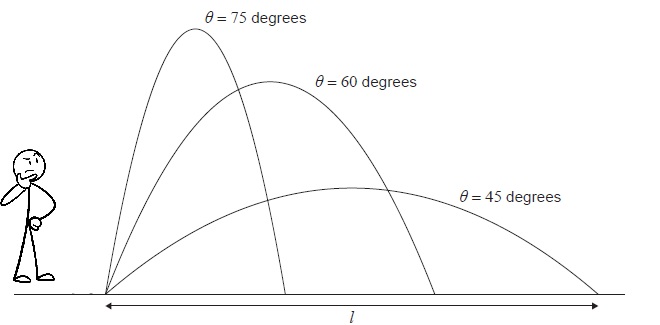 θ = 75 degrees
θ = 60 degrees
θ = 45 degrees
l